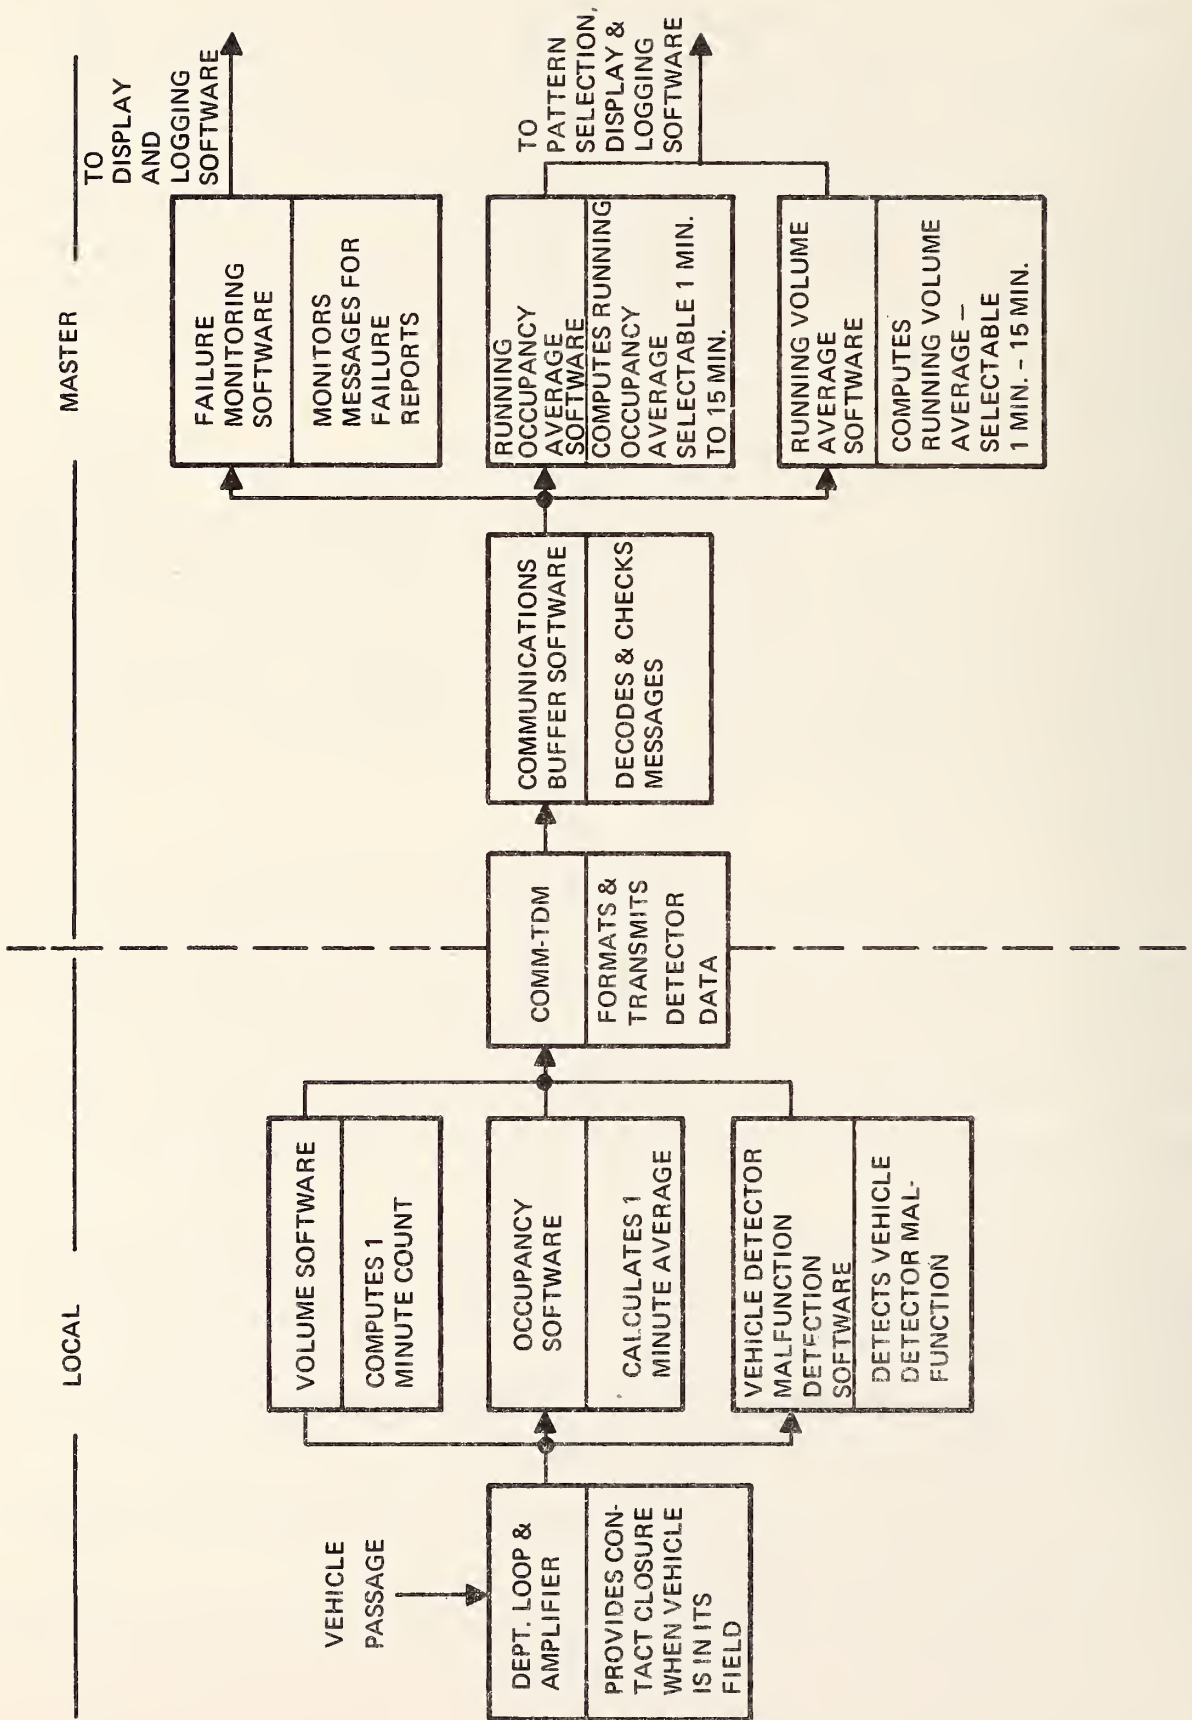 LOCAL
MASTER
VEHICLE
PASSAGE
DEPT. LOOP &
AMPLIFIER
PROVIDES CON-
TACT CLOSURE
WHEN VEHICLE
IS IN ITS
FIELD
VOLUME SOFTWARE
COMPUTES 1
MINUTE COUNT
OCCUPANCY
SOFTWARE
CALCULATES 1
MINUTE AVERAGE
VEHICLE DETECTOR
MALFUNCTION
DETECTION
SOFTWARE
DETECTS VEHICLE
DETECTOR MAL-
FUNCTION
COMM-TDM
FORMATS &
TRANSMITS
DETECTOR
DATA
COMMUNICATIONS
BUFFER SOFTWARE
DECODES & CHECKS
MESSAGES
FAILURE
MONITORING
SOFTWARE
MONITORS
MESSAGES FOR
FAILURE
REPORTS
RUNNING
OCCUPANCY
AVERAGE
SOFTWARE
COMPUTES RUNNING
OCCUPANCY
AVERAGE
SELECTABLE 1 MIN.
TO 15 MIN.
RUNNING VOLUME
AVERAGE
SOFTWARE
COMPUTES
RUNNING VOLUME
AVERAGE –
SELECTABLE
1 MIN. – 15 MIN.
TO
DISPLAY
AND
LOGGING
SOFTWARE
TO
PATTERN
SELECTION,
DISPLAY &
LOGGING
SOFTWARE